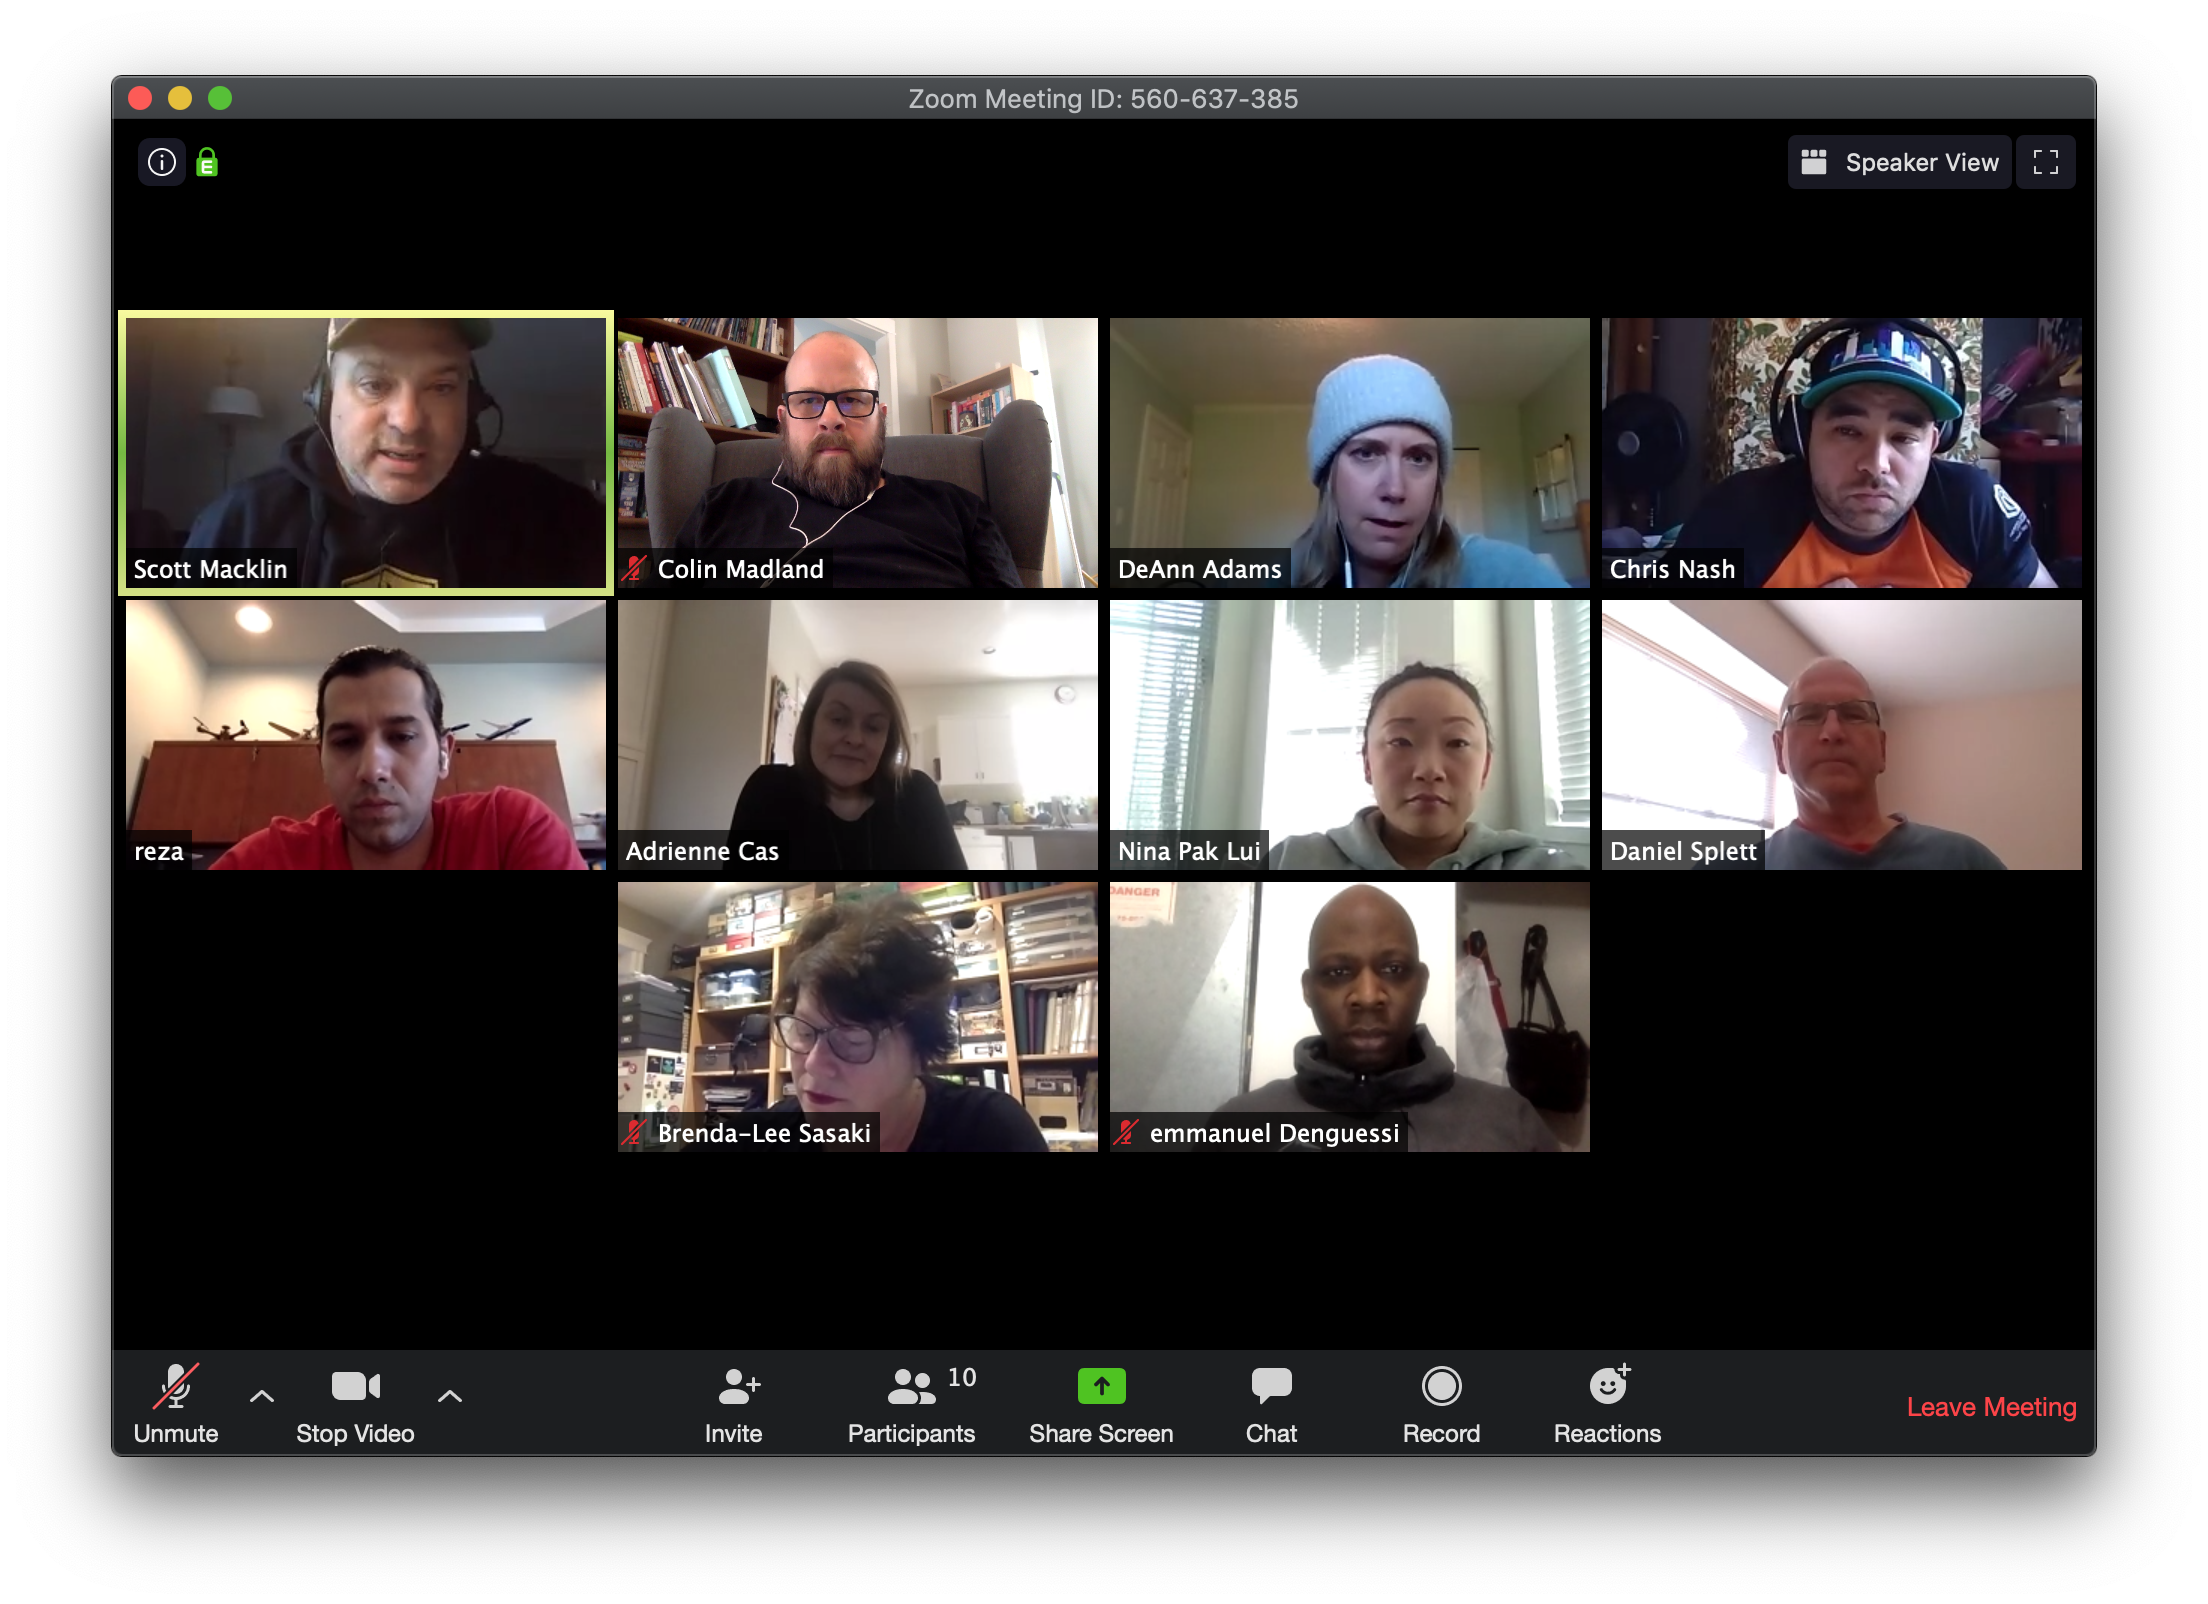 Zoom Meeting ID: 560-637-385
Speaker View
Scott Macklin
Colin Madland
DeAnn Adams
Chris Nash
reza
Adrienne Cas
Nina Pak Lui
Daniel Splett
DANGER
Brenda-Lee Sasaki
emmanuel Denguessi
10
Unmute
Stop Video
Invite
Participants
Share Screen
Chat
Record
Reactions
Leave Meeting